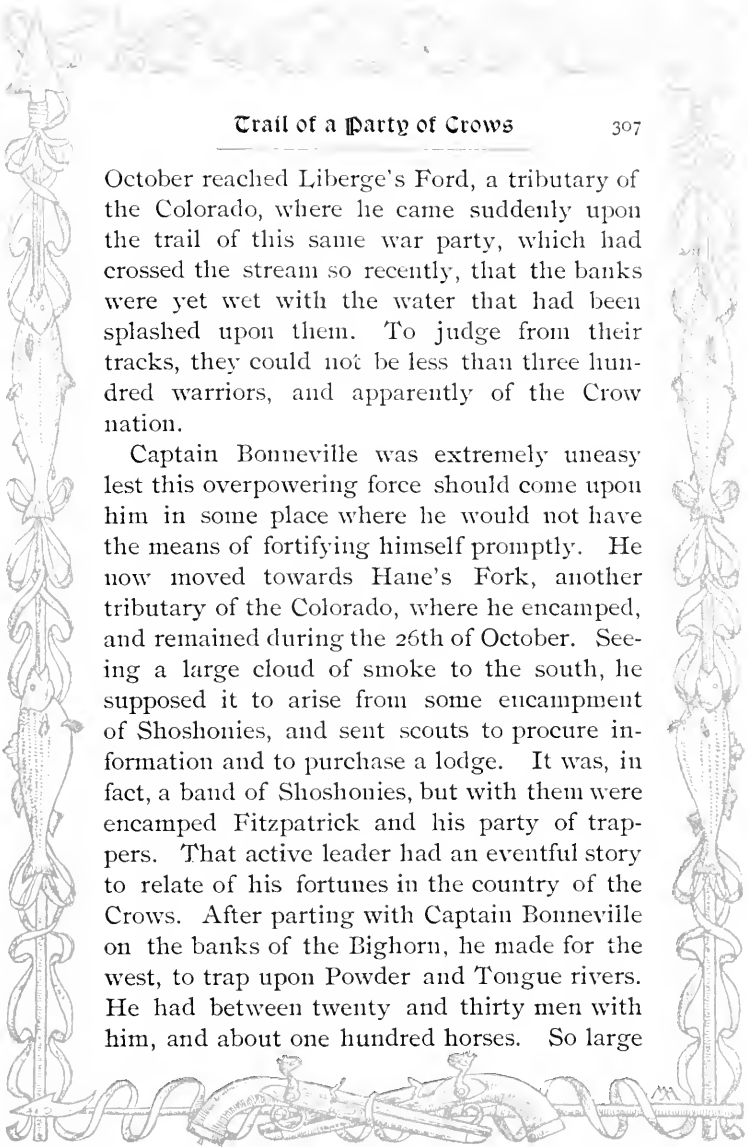 Trail of a Party of Crows 307
October reached Liberge's Ford, a tributary of
the Colorado, where he came suddenly upon
the trail of this same war party, which had
crossed the stream so recently, that the banks
were yet wet with the water that had been
splashed upon them. To judge from their
tracks, they could not be less than three hun-
dred warriors, and apparently of the Crow
nation.
Captain Bonneville was extremely uneasy
lest this overpowering force should come upon
him in some place where he would not have
the means of fortifying himself promptly. He
now moved towards Hane's Fork, another
tributary of the Colorado, where he encamped,
and remained during the 26th of October. See-
ing a large cloud of smoke to the south, he
supposed it to arise from some encampment
of Shoshonies, and sent scouts to procure in-
formation and to purchase a lodge. It was, in
fact, a band of Shoshonies, but with them were
encamped Fitzpatrick and his party of trap-
pers. That active leader had an eventful story
to relate of his fortunes in the country of the
Crows. After parting with Captain Bonneville
on the banks of the Bighorn, he made for the
west, to trap upon Powder and Tongue rivers.
He had between twenty and thirty men with
him, and about one hundred horses. So large